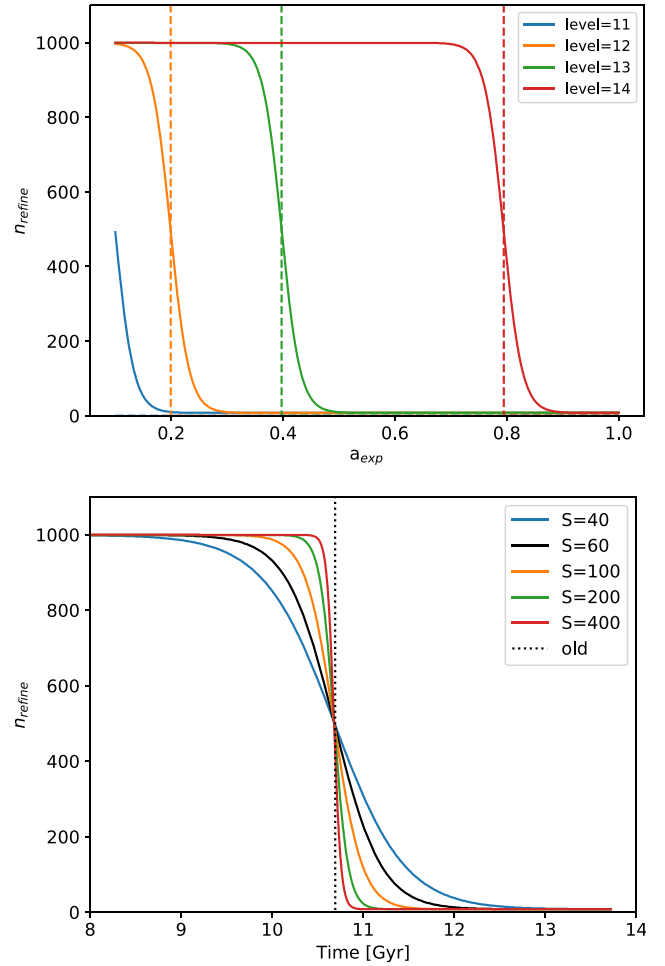 level=11
level=12
level=13
level=14
1000
800
600
400
200
0
n_refine
0.2
0.4
0.6
0.8
1.0
a_exp
S=40
S=60
S=100
S=200
S=400
old
1000
800
600
400
200
0
n_refine
8
9
10
11
12
13
14
Time [Gyr]